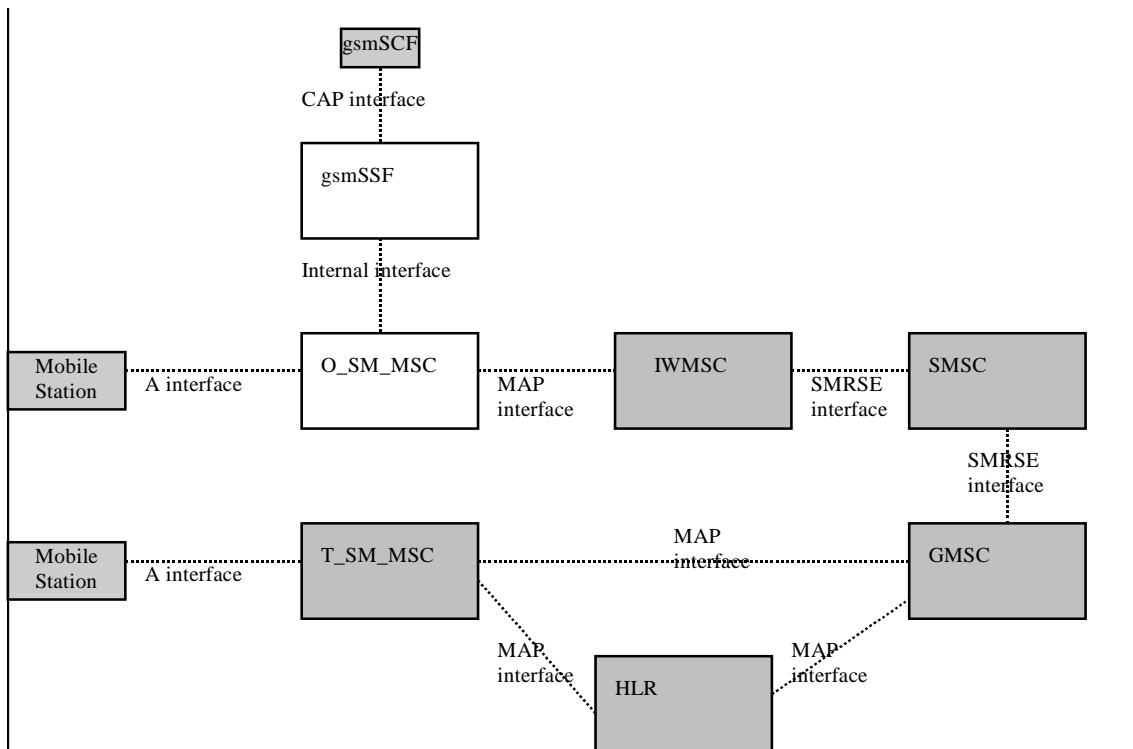 gsmSCF
CAP interface
gsmSSF
Internal interface
Mobile
Station
A interface
O_SM_MSC
MAP
interface
IWMSC
SMRSE
interface
SMSC
SMRSE
interface
Mobile
Station
A interface
T_SM_MSC
MAP
interface
GMSC
MAP
interface
HLR
MAP
interface